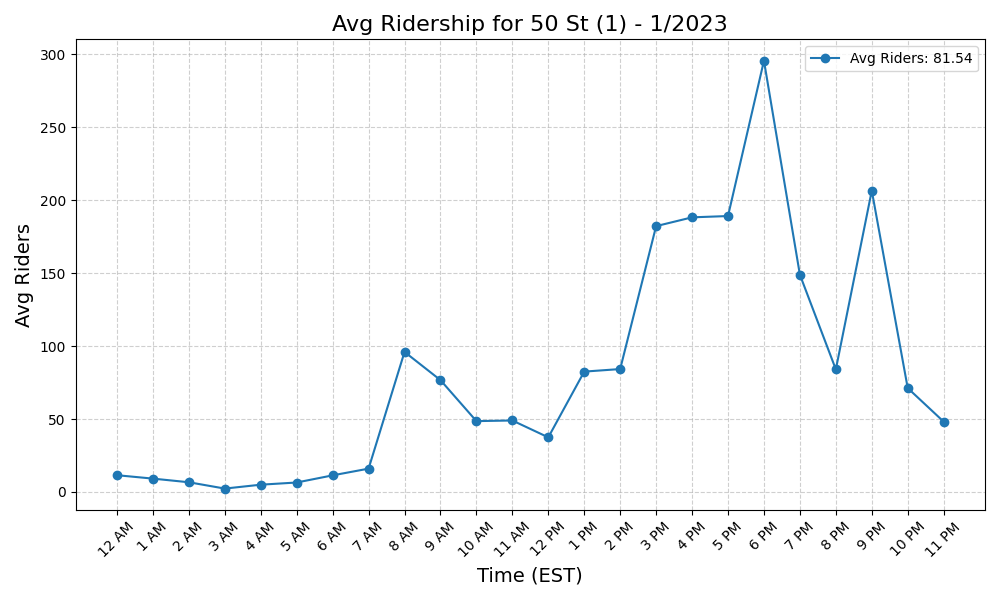 Avg Ridership for 50 St (1) - 1/2023
Avg Riders: 81.54
Avg Riders
300
250
200
150
100
50
0
12 AM
1 AM
2 AM
3 AM
4 AM
5 AM
6 AM
7 AM
8 AM
9 AM
10 AM
11 AM
12 PM
1 PM
2 PM
3 PM
4 PM
5 PM
6 PM
7 PM
8 PM
9 PM
10 PM
11 PM
Time (EST)